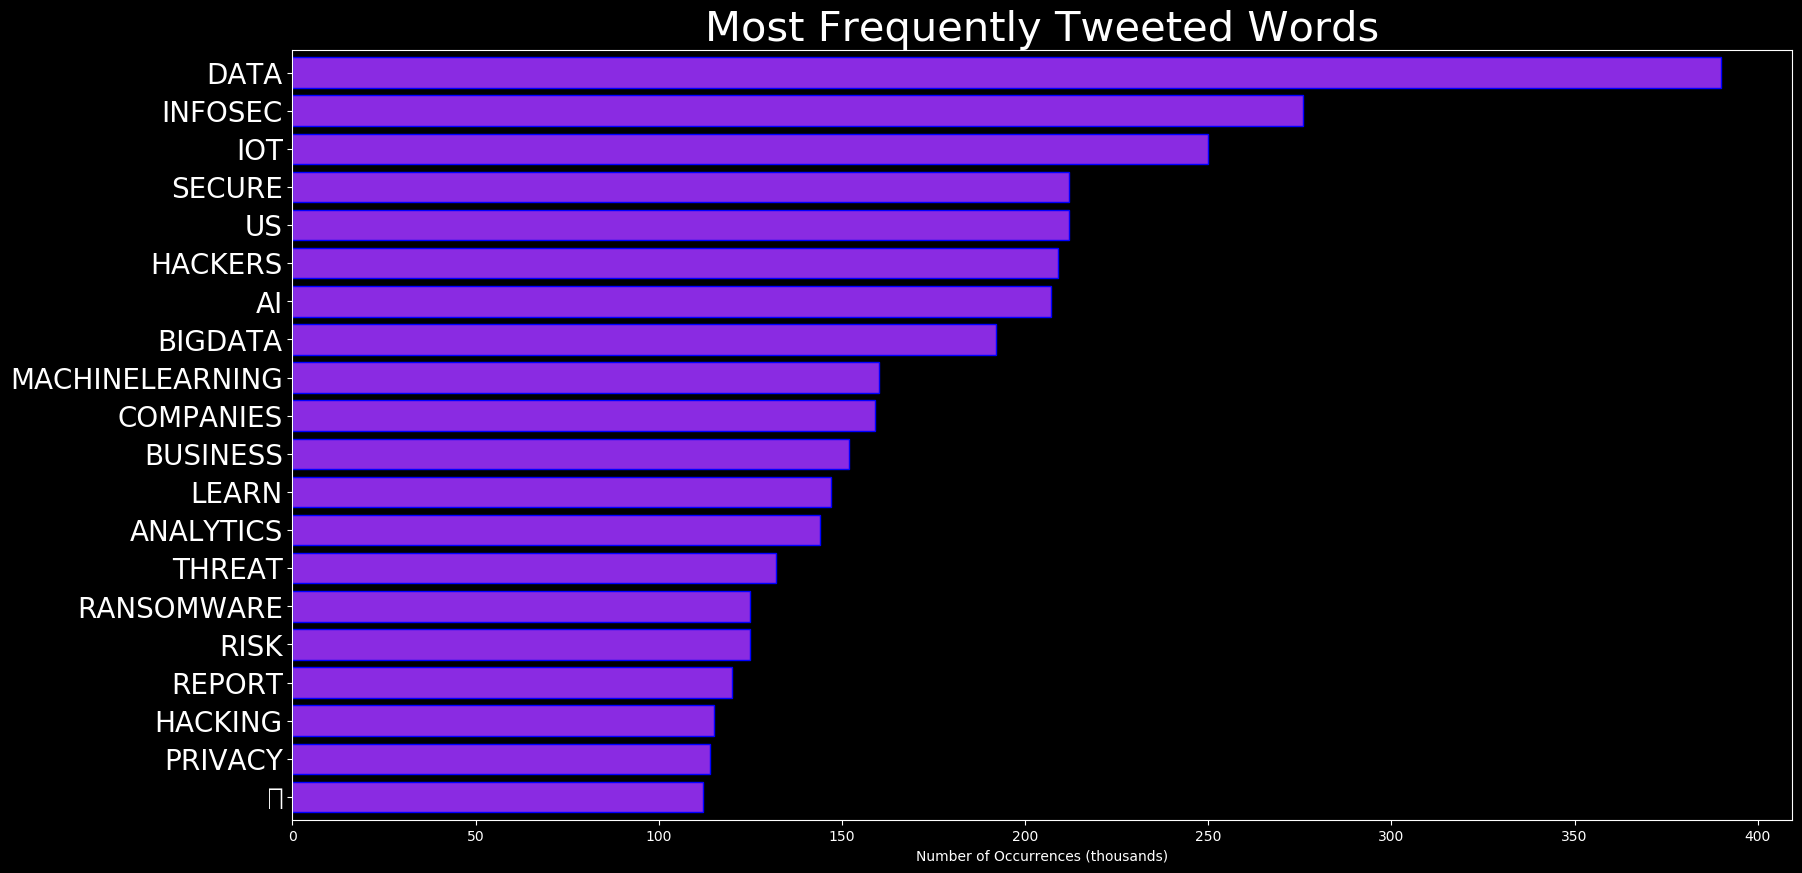 Most Frequently Tweeted Words
DATA
INFOSEC
IOT
SECURE
US
HACKERS
AI
BIGDATA
MACHINELEARNING
COMPANIES
BUSINESS
LEARN
ANALYTICS
THREAT
RANSOMWARE
RISK
REPORT
HACKING
PRIVACY
0 50 100 150 200 250 300 350 400
Number of Occurrences (thousands)